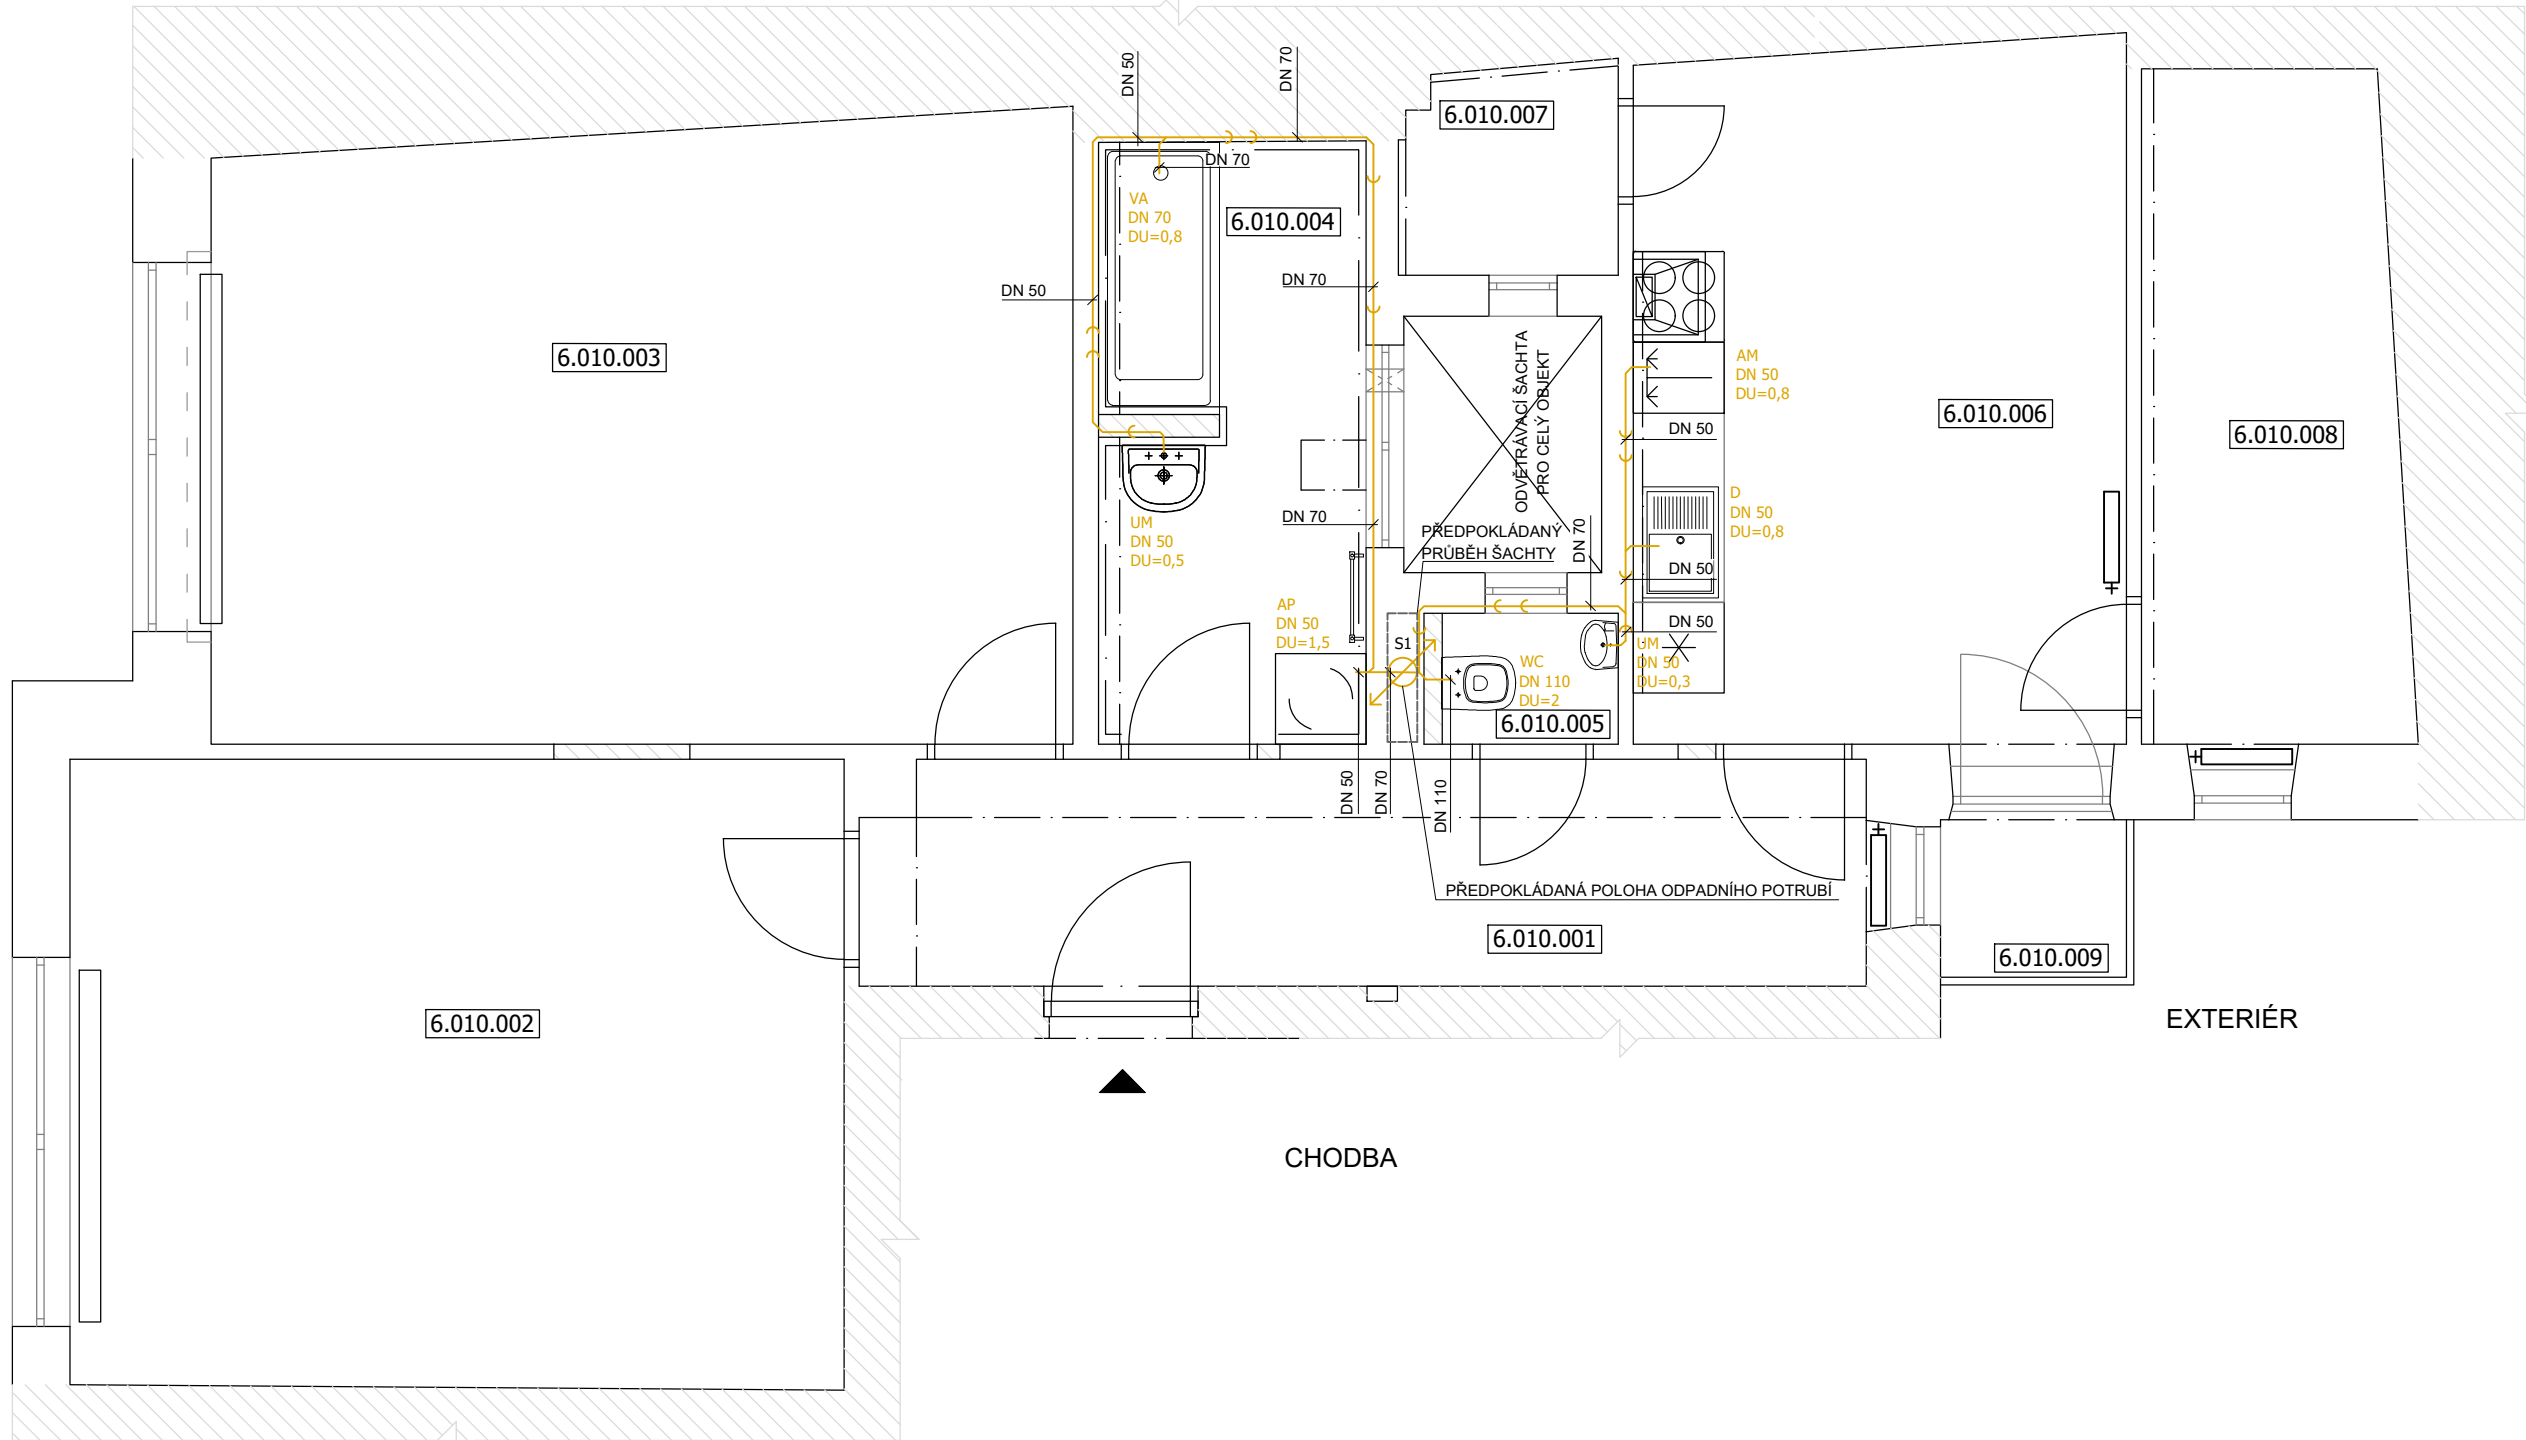 DN 50
DN 70
6.010.007
DN 70
VA
DN 70
DU=0,8
6.010.004
DN 50
DN 70
6.010.003
ODVĚTRÁVACÍ ŠACHTA
PRO CELÝ OBJEKT
AM
DN 50
DU=0,8
6.010.006
6.010.008
DN 50
D
DN 50
DU=0,8
DN 70
UM
DN 50
DU=0,5
PŘEDPOKLÁDANÝ
PRŮBĚH ŠACHTY
DN 70
DN 50
AP
DN 50
DU=1,5
S1
DN 50
UM
DN 50
DU=0,3
WC
DN 110
DU=2
6.010.005
DN 50
DN 70
DN 110
PŘEDPOKLÁDANÁ POLOHA ODPADNÍHO POTRUBÍ
6.010.001
6.010.009
6.010.002
EXTERIÉR
CHODBA